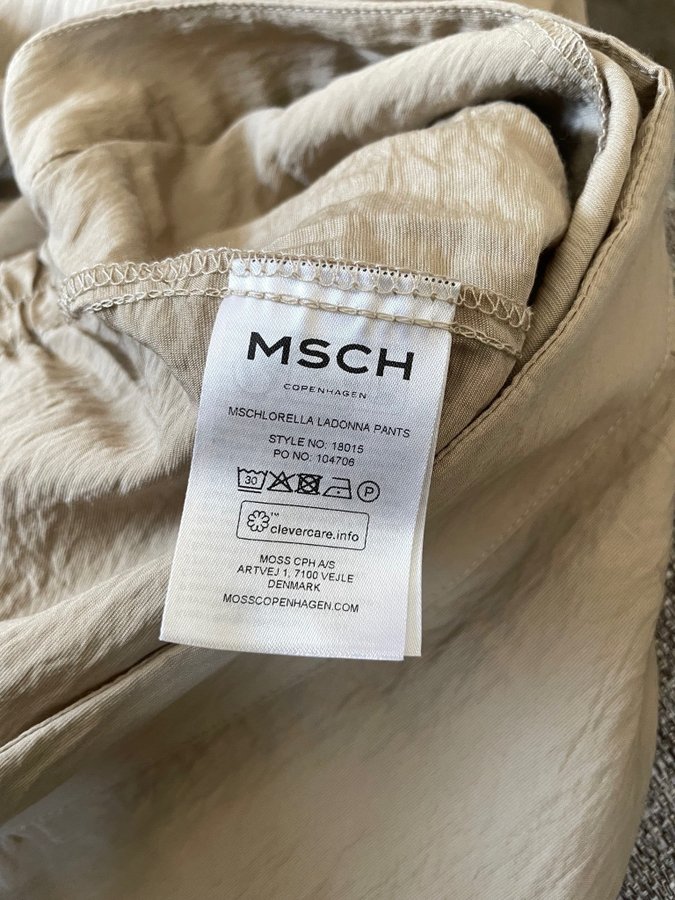 MSCH
COPENHAGEN
MSCHLORELLA LADONNA PANTS
STYLE NO: 18015
PO NO: 104706
30 P
™
clevercare.info
MOSS CPH A/S
ARTVEJ 1, 7100 VEJLE
DENMARK
MOSSCOPENHAGEN.COM